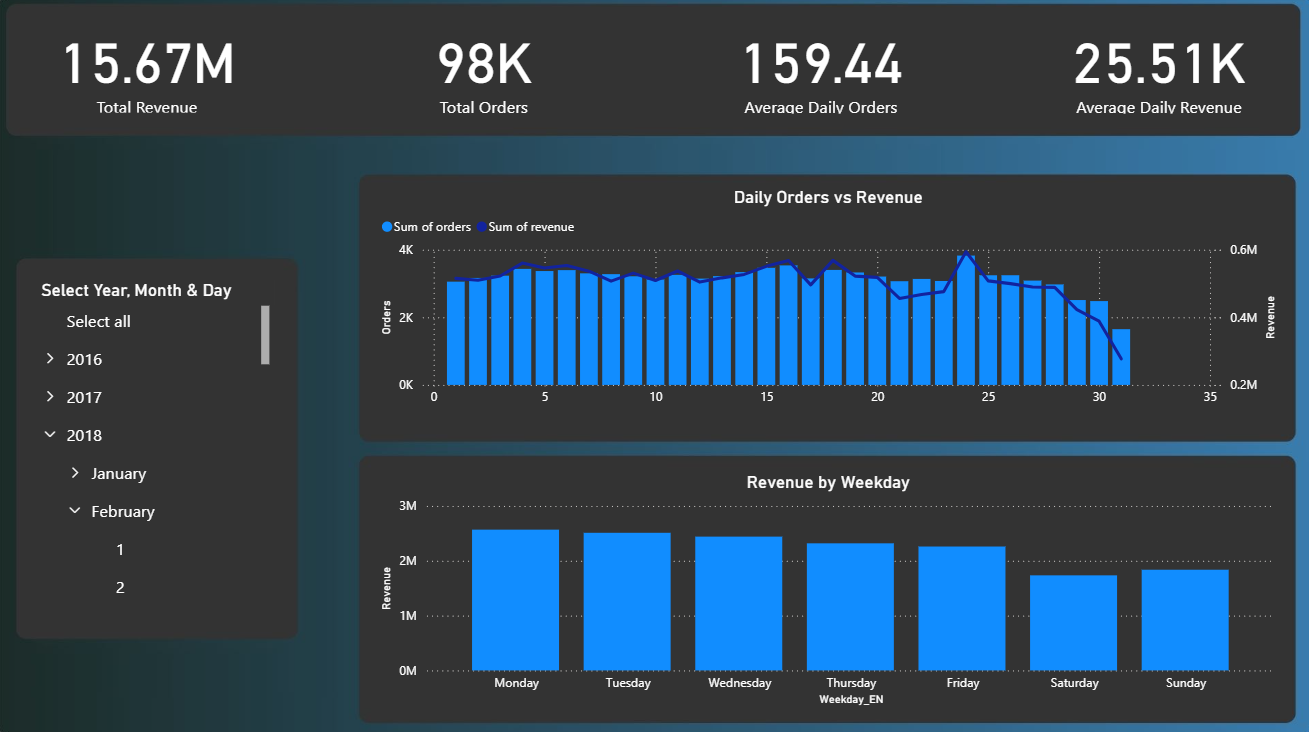 15.67M
Total Revenue
98K
Total Orders
159.44
Average Daily Orders
25.51K
Average Daily Revenue
Select Year, Month & Day
Select all
2016
2017
2018
January
February
1
2
Daily Orders vs Revenue
Sum of orders Sum of revenue
4K
2K
0K
Orders
0.6M
0.4M
0.2M
Revenue
0 5 10 15 20 25 30 35
Revenue by Weekday
3M
2M
1M
0M
Revenue
Monday Tuesday Wednesday Thursday Friday Saturday Sunday
Weekday_EN